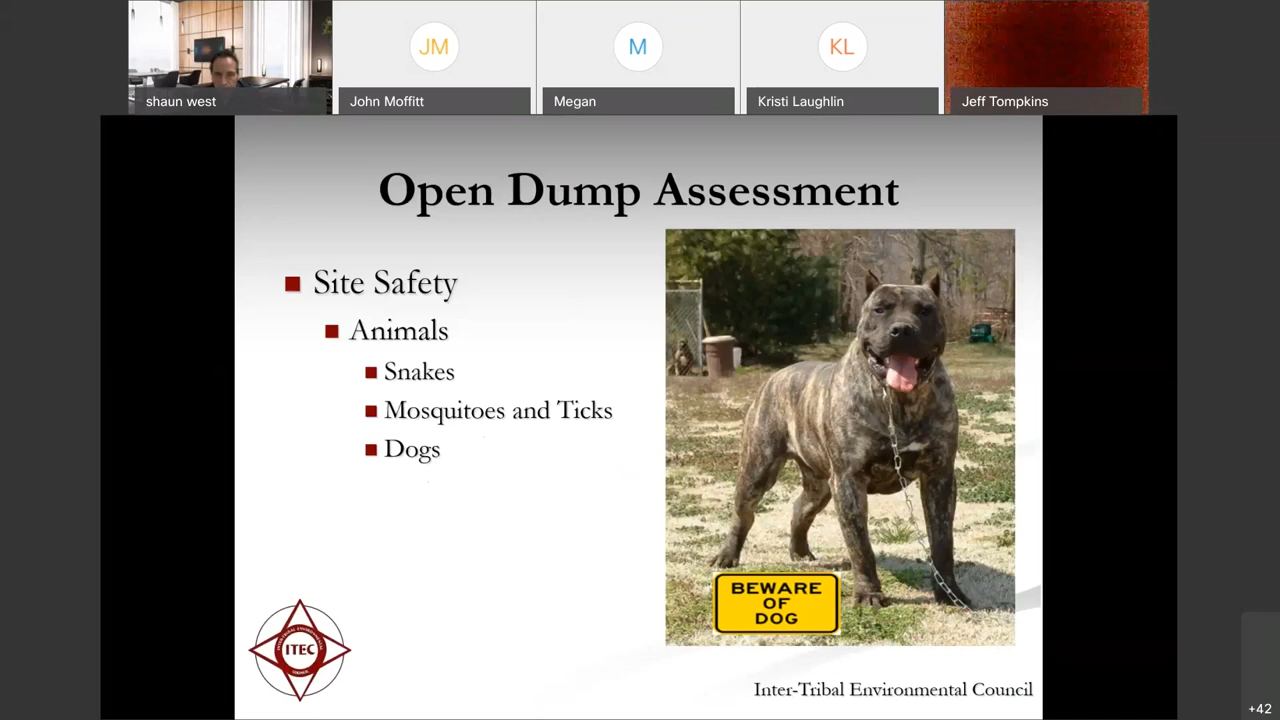 JM
M
KL
shaun west
John Moffitt
Megan
Kristi Laughlin
Jeff Tompkins
Open Dump Assessment
Site Safety
Animals
Snakes
Mosquitoes and Ticks
Dogs
BEWARE
OF
DOG
ITEC
Inter-Tribal Environmental Council
+42